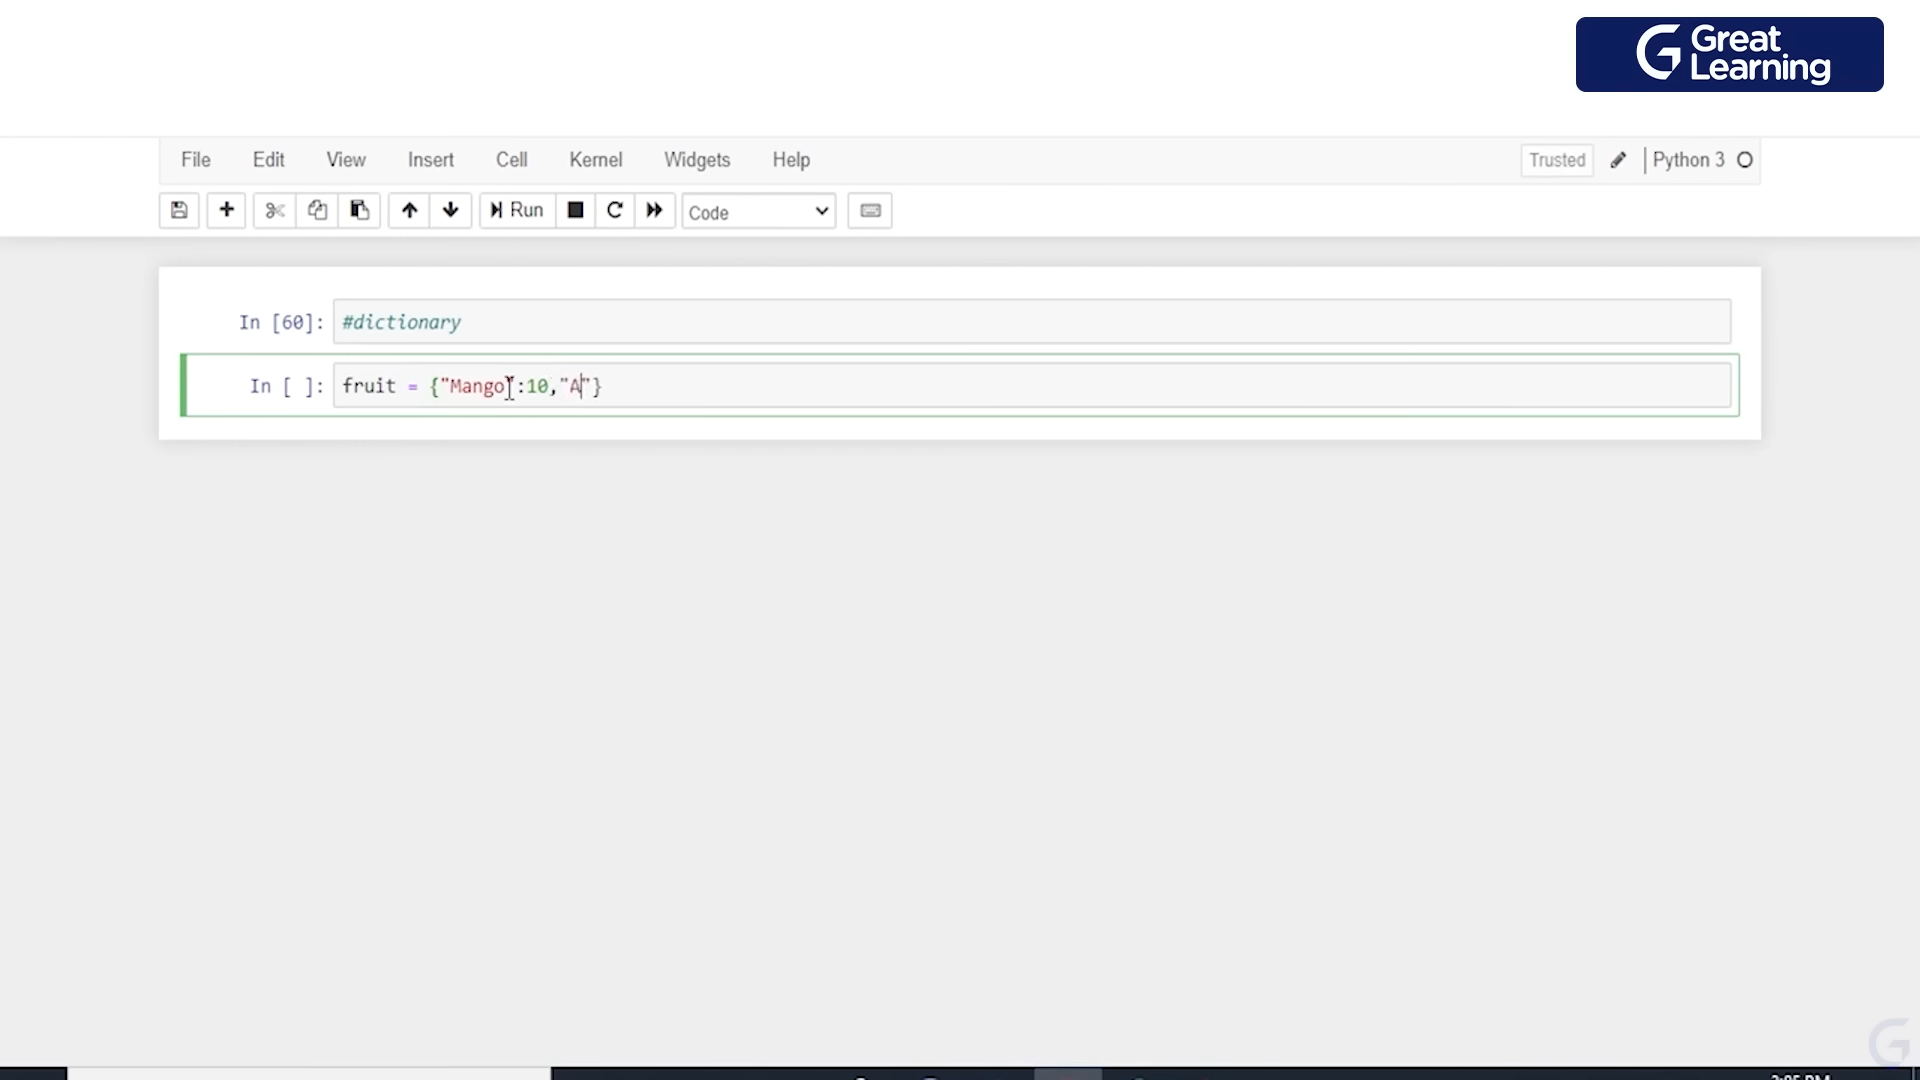 Great
Learning
File Edit View Insert Cell Kernel Widgets Help
Trusted Python 3
Run Code
In [60]: #dictionary
In [ ]: fruit = {"Mango":10,"A"}